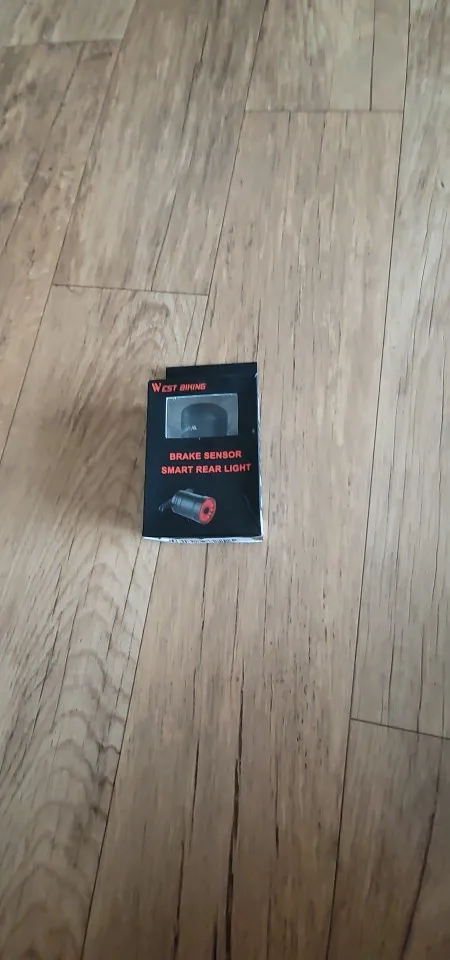 WEST BIKING
BRAKE SENSOR
SMART REAR LIGHT